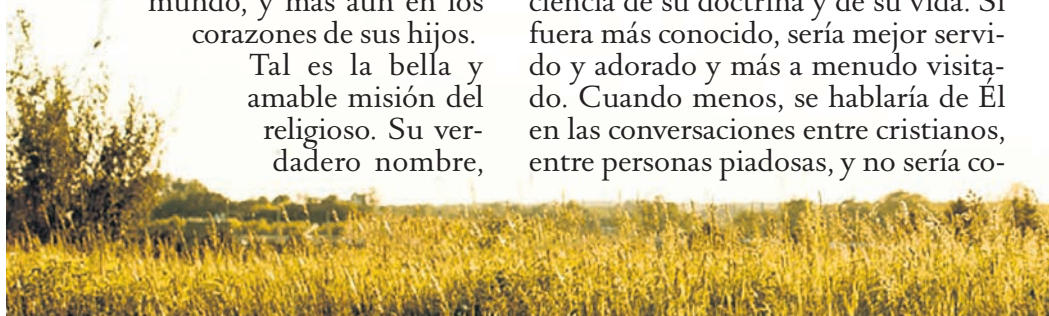 mundo, y más aún en los
corazones de sus hijos.
Tal es la bella y
amable misión del
religioso. Su ver-
dadero nombre,
ciencia de su doctrina y de su vida. Si
fuera más conocido, sería mejor servi-
do y adorado y más a menudo visita-
do. Cuando menos, se hablaría de Él
en las conversaciones entre cristianos,
entre personas piadosas, y no sería co-